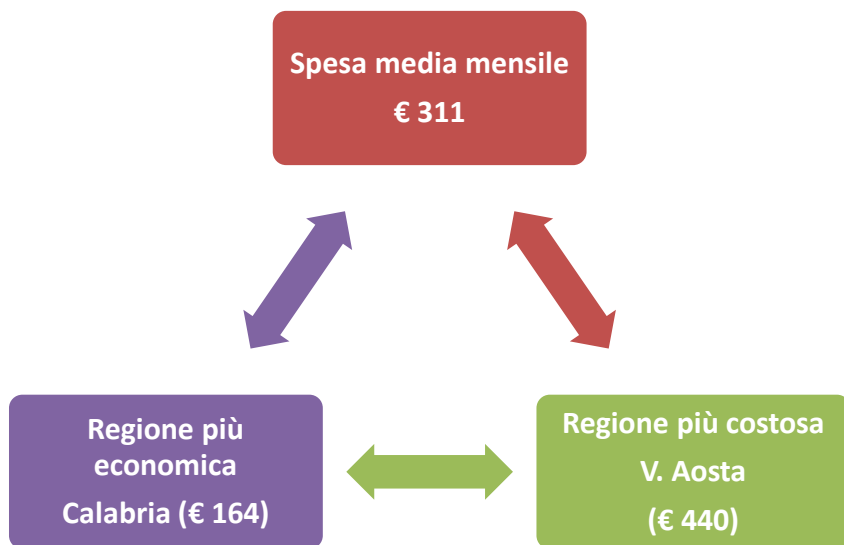 Spesa media mensile
€ 311
Regione più
economica
Calabria (€ 164)
Regione più costosa
V. Aosta
(€ 440)